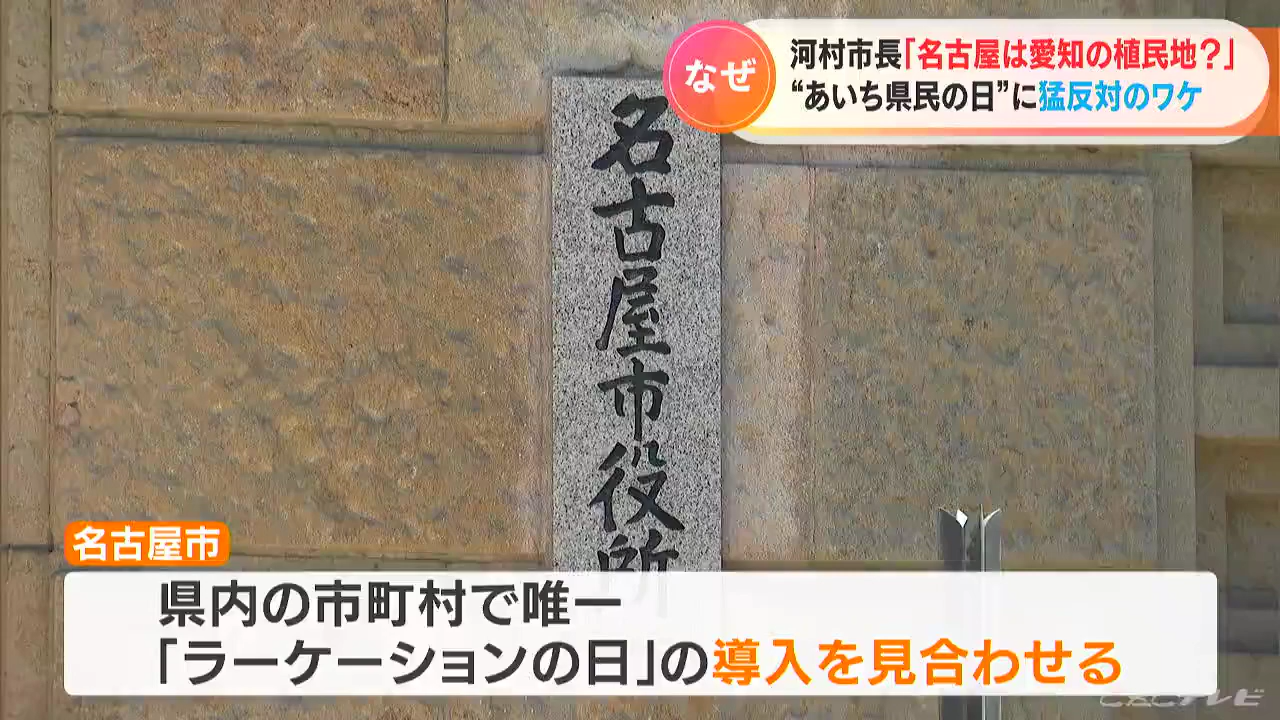 なぜ
河村市長「名古屋は愛知の植民地？」
“あいち県民の日”に猛反対のワケ
名古屋市役所
名古屋市
県内の市町村で唯一
「ラーケーションの日」の導入を見合わせる